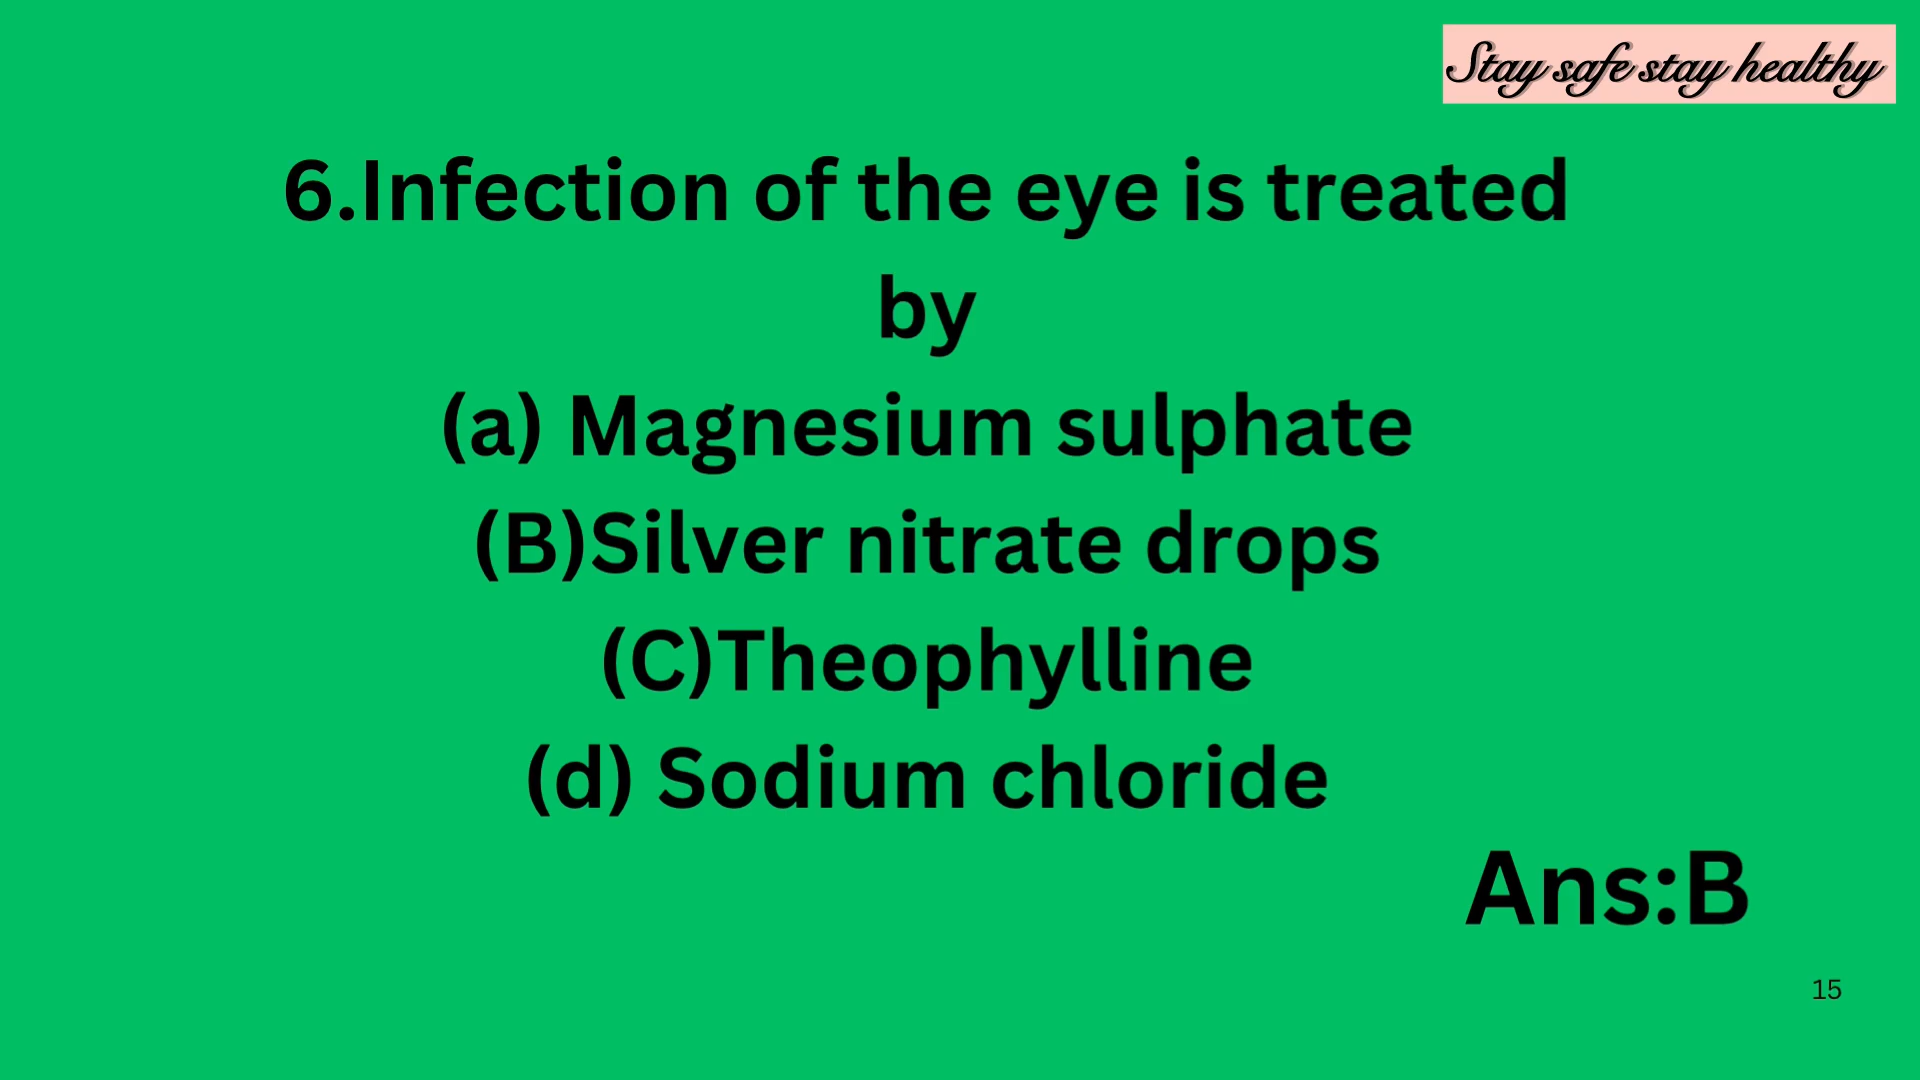 Stay safe stay healthy
6.Infection of the eye is treated
by
(a) Magnesium sulphate
(B)Silver nitrate drops
(C)Theophylline
(d) Sodium chloride
Ans:B
15